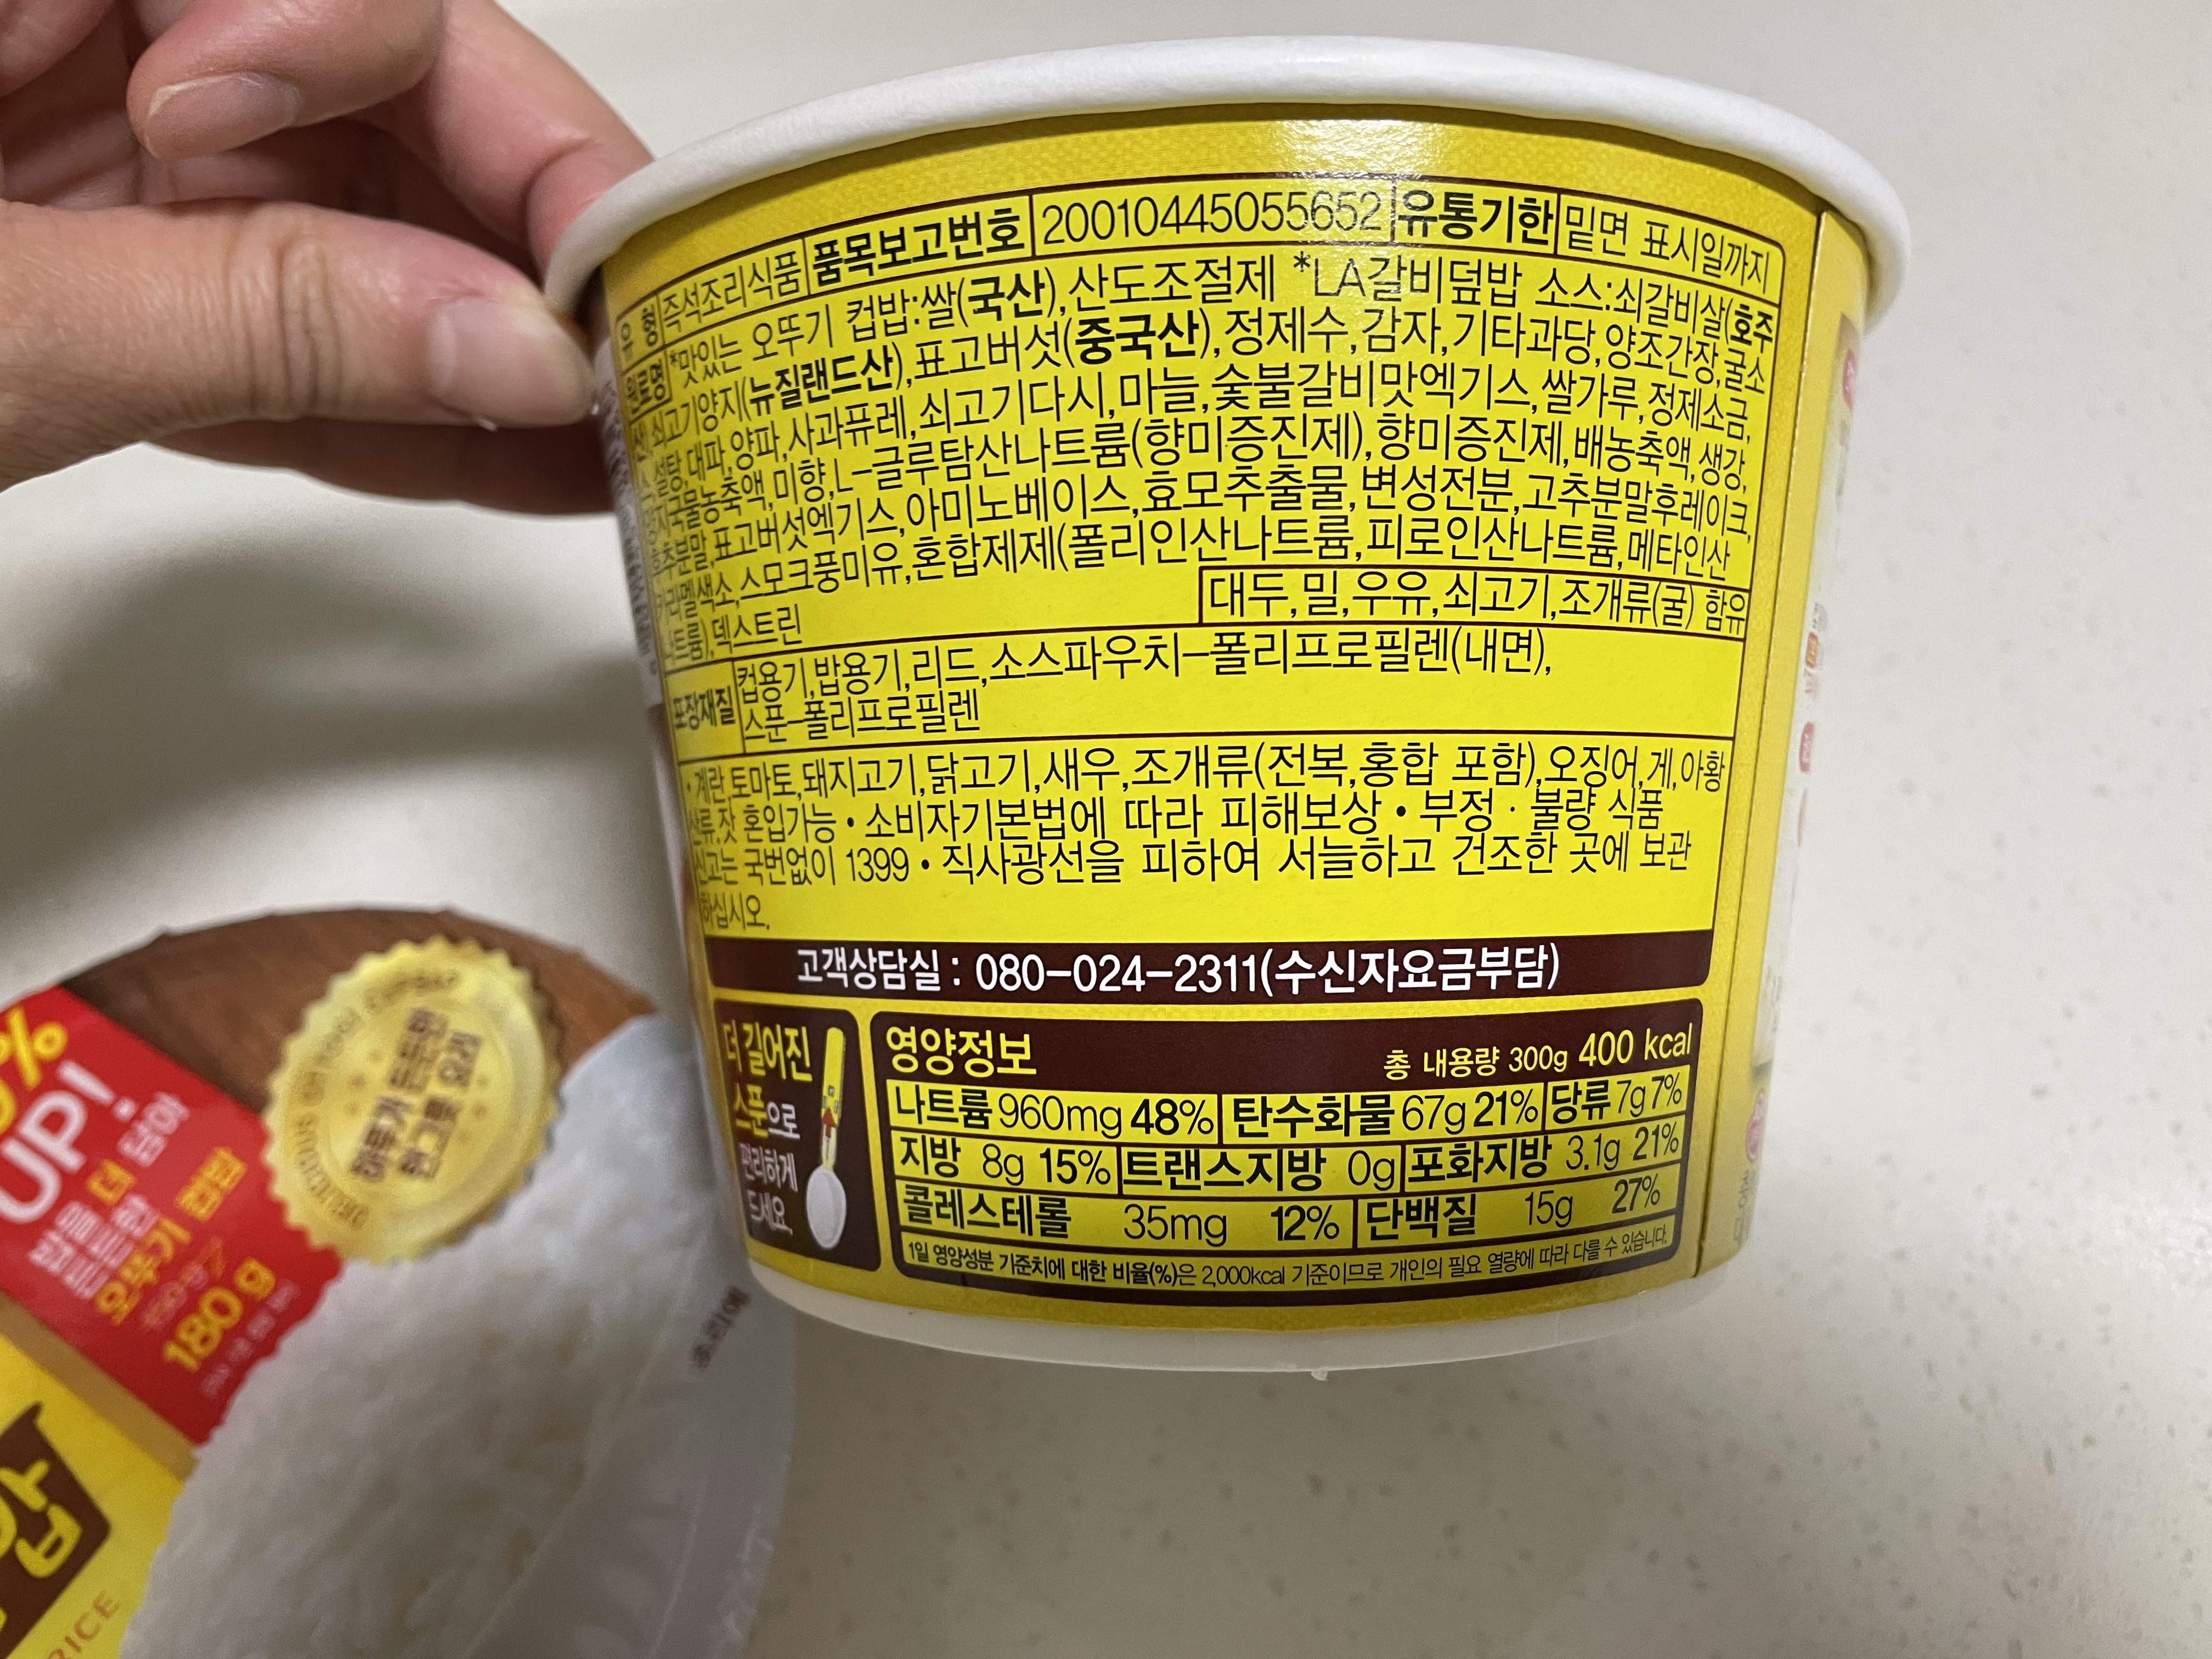 유 형 즉석조리식품 품목보고번호 20010445055652 유통기한 밑면 표시일까지
원료명 *맛있는 오뚜기 컵밥:쌀(국산),산도조절제 *LA갈비덮밥 소스:쇠갈비살(호주
산), 쇠고기양지(뉴질랜드산),표고버섯(중국산),정제수,감자,기타과당,양조간장,굴소
스,설탕,대파,양파,사과퓨레,쇠고기다시,마늘,숯불갈비맛엑기스,쌀가루,정제소금,
양지국물농축액,미향,L-글루탐산나트륨(향미증진제),향미증진제,배농축액,생강,
후추분말,표고버섯엑기스,아미노베이스,효모추출물,변성전분,고추분말후레이크,
카라멜색소,스모크풍미유,혼합제제(폴리인산나트륨,피로인산나트륨,메타인산
나트륨),덱스트린
대두,밀,우유,쇠고기,조개류(굴) 함유
포장재질 컵용기,밥용기,리드,소스파우치-폴리프로필렌(내면),
스푼-폴리프로필렌
•계란,토마토,돼지고기,닭고기,새우,조개류(전복,홍합 포함),오징어,게,아황
산류,잣 혼입가능 • 소비자기본법에 따라 피해보상 • 부정 · 불량 식품
신고는 국번없이 1399 • 직사광선을 피하여 서늘하고 건조한 곳에 보관
하십시오.
고객상담실 : 080-024-2311(수신자요금부담)
더 길어진
스푼으로
편리하게
드세요.
영양정보 총 내용량 300g 400 kcal
나트륨 960mg 48% 탄수화물 67g 21% 당류 7g 7%
지방 8g 15% 트랜스지방 0g 포화지방 3.1g 21%
콜레스테롤 35mg 12% 단백질 15g 27%
1일 영양성분 기준치에 대한 비율(%)은 2,000kcal 기준이므로 개인의 필요 열량에 따라 다를 수 있습니다.
%
UP!
더 담아
오뚜기 컵밥
180 g
하루가 든든한
한그릇 요리
조리예
밥
RICE